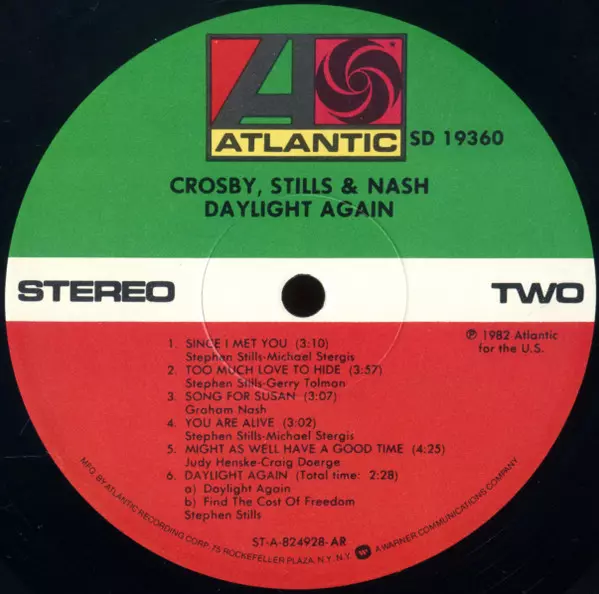 ATLANTIC
SD 19360
CROSBY, STILLS & NASH
DAYLIGHT AGAIN
STEREO
TWO
℗ 1982 Atlantic
for the U.S.
1. SINCE I MET YOU (3:10)
Stephen Stills-Michael Stergis
2. TOO MUCH LOVE TO HIDE (3:57)
Stephen Stills-Gerry Tolman
3. SONG FOR SUSAN (3:07)
Graham Nash
4. YOU ARE ALIVE (3:02)
Stephen Stills-Michael Stergis
5. MIGHT AS WELL HAVE A GOOD TIME (4:25)
Judy Henske-Craig Doerge
6. DAYLIGHT AGAIN (Total time: 2:28)
a) Daylight Again
b) Find The Cost Of Freedom
Stephen Stills
ST-A-824928-AR
MFG. BY ATLANTIC RECORDING CORP. 75 ROCKEFELLER PLAZA, N.Y. N.Y. A WARNER COMMUNICATIONS COMPANY